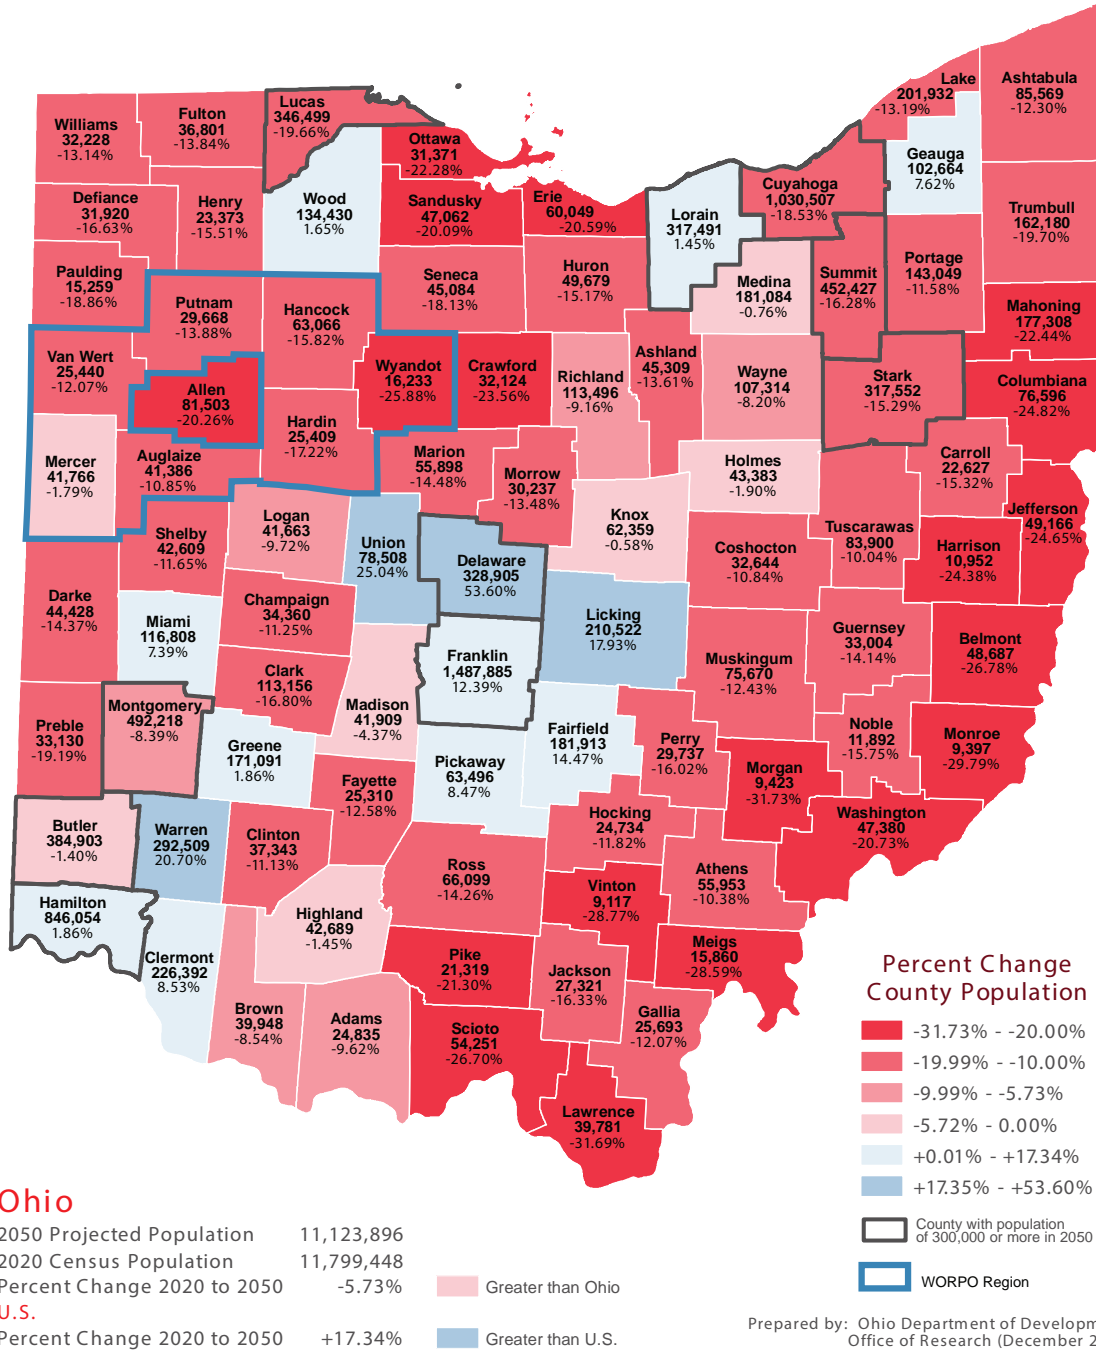 Lake
201,932
-13.19%
Ashtabula
85,569
-12.30%
Williams
32,228
-13.14%
Fulton
36,801
-13.84%
Lucas
346,499
-19.66%
Ottawa
31,371
-22.28%
Geauga
102,664
7.62%
Defiance
31,920
-16.63%
Henry
23,373
-15.51%
Wood
134,430
1.65%
Sandusky
47,062
-20.09%
Erie
60,049
-20.59%
Lorain
317,491
1.45%
Cuyahoga
1,030,507
-18.53%
Trumbull
162,180
-19.70%
Paulding
15,259
-18.86%
Putnam
29,668
-13.88%
Hancock
63,066
-15.82%
Seneca
45,084
-18.13%
Huron
49,679
-15.17%
Medina
181,084
-0.76%
Summit
452,427
-16.28%
Portage
143,049
-11.58%
Mahoning
177,308
-22.44%
Van Wert
25,440
-12.07%
Allen
81,503
-20.26%
Wyandot
16,233
-25.88%
Crawford
32,124
-23.56%
Richland
113,496
-9.16%
Ashland
45,309
-13.61%
Wayne
107,314
-8.20%
Stark
317,552
-15.29%
Columbiana
76,596
-24.82%
Mercer
41,766
-1.79%
Auglaize
41,386
-10.85%
Hardin
25,409
-17.22%
Marion
55,898
-14.48%
Morrow
30,237
-13.48%
Holmes
43,383
-1.90%
Carroll
22,627
-15.32%
Jefferson
49,166
-24.65%
Shelby
42,609
-11.65%
Logan
41,663
-9.72%
Union
78,508
25.04%
Delaware
328,905
53.60%
Knox
62,359
-0.58%
Coshocton
32,644
-10.84%
Tuscarawas
83,900
-10.04%
Harrison
10,952
-24.38%
Darke
44,428
-14.37%
Miami
116,808
7.39%
Champaign
34,360
-11.25%
Licking
210,522
17.93%
Guernsey
33,004
-14.14%
Belmont
48,687
-26.78%
Clark
113,156
-16.80%
Franklin
1,487,885
12.39%
Muskingum
75,670
-12.43%
Preble
33,130
-19.19%
Montgomery
492,218
-8.39%
Madison
41,909
-4.37%
Greene
171,091
1.86%
Fairfield
181,913
14.47%
Perry
29,737
-16.02%
Noble
11,892
-15.75%
Monroe
9,397
-29.79%
Pickaway
63,496
8.47%
Morgan
9,423
-31.73%
Fayette
25,310
-12.58%
Washington
47,380
-20.73%
Butler
384,903
-1.40%
Warren
292,509
20.70%
Clinton
37,343
-11.13%
Hocking
24,734
-11.82%
Ross
66,099
-14.26%
Athens
55,953
-10.38%
Hamilton
846,054
1.86%
Highland
42,689
-1.45%
Vinton
9,117
-28.77%
Clermont
226,392
8.53%
Pike
21,319
-21.30%
Jackson
27,321
-16.33%
Meigs
15,860
-28.59%
Brown
39,948
-8.54%
Adams
24,835
-9.62%
Scioto
54,251
-26.70%
Gallia
25,693
-12.07%
Lawrence
39,781
-31.69%
Percent Change
County Population
-31.73% - -20.00%
-19.99% - -10.00%
-9.99% - -5.73%
-5.72% - 0.00%
+0.01% - +17.34%
+17.35% - +53.60%
County with population
of 300,000 or more in 2050
WORPO Region
Ohio
2050 Projected Population 11,123,896
2020 Census Population 11,799,448
Percent Change 2020 to 2050 -5.73%
Greater than Ohio
U.S.
Percent Change 2020 to 2050 +17.34%
Greater than U.S.
Prepared by: Ohio Department of Developm
Office of Research (December 2